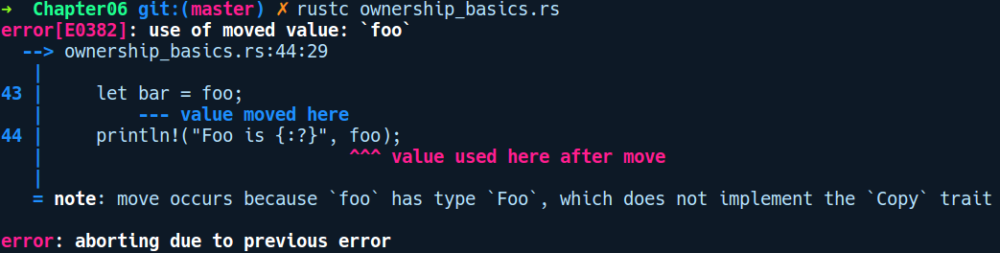 → Chapter06 git:(master) ✗ rustc ownership_basics.rs
error[E0382]: use of moved value: `foo`
  --> ownership_basics.rs:44:29
   |
43 |     let bar = foo;
   |         --- value moved here
44 |     println!("Foo is {:?}", foo);
   |                             ^^^ value used here after move
   |
   = note: move occurs because `foo` has type `Foo`, which does not implement the `Copy` trait

error: aborting due to previous error